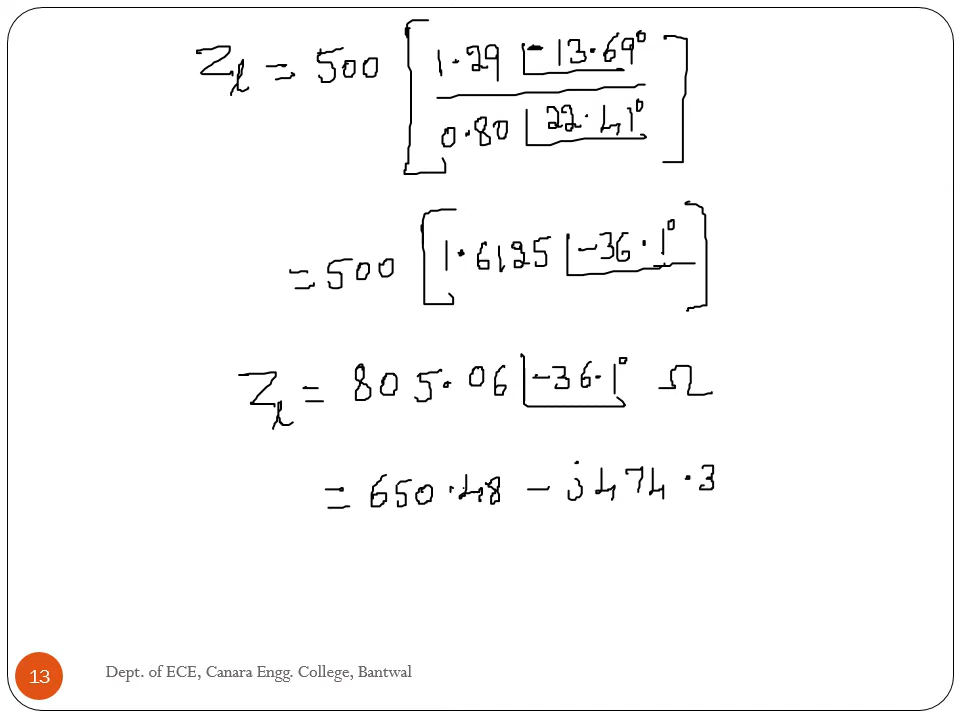 Zℓ = 500 [ 1.29 ∠-13.69° / 0.80 ∠22.41° ]
= 500 [ 1.6125 ∠-36.1° ]
Zℓ = 805.06 ∠-36.1° Ω
= 650.48 - j474.3
13 Dept. of ECE, Canara Engg. College, Bantwal